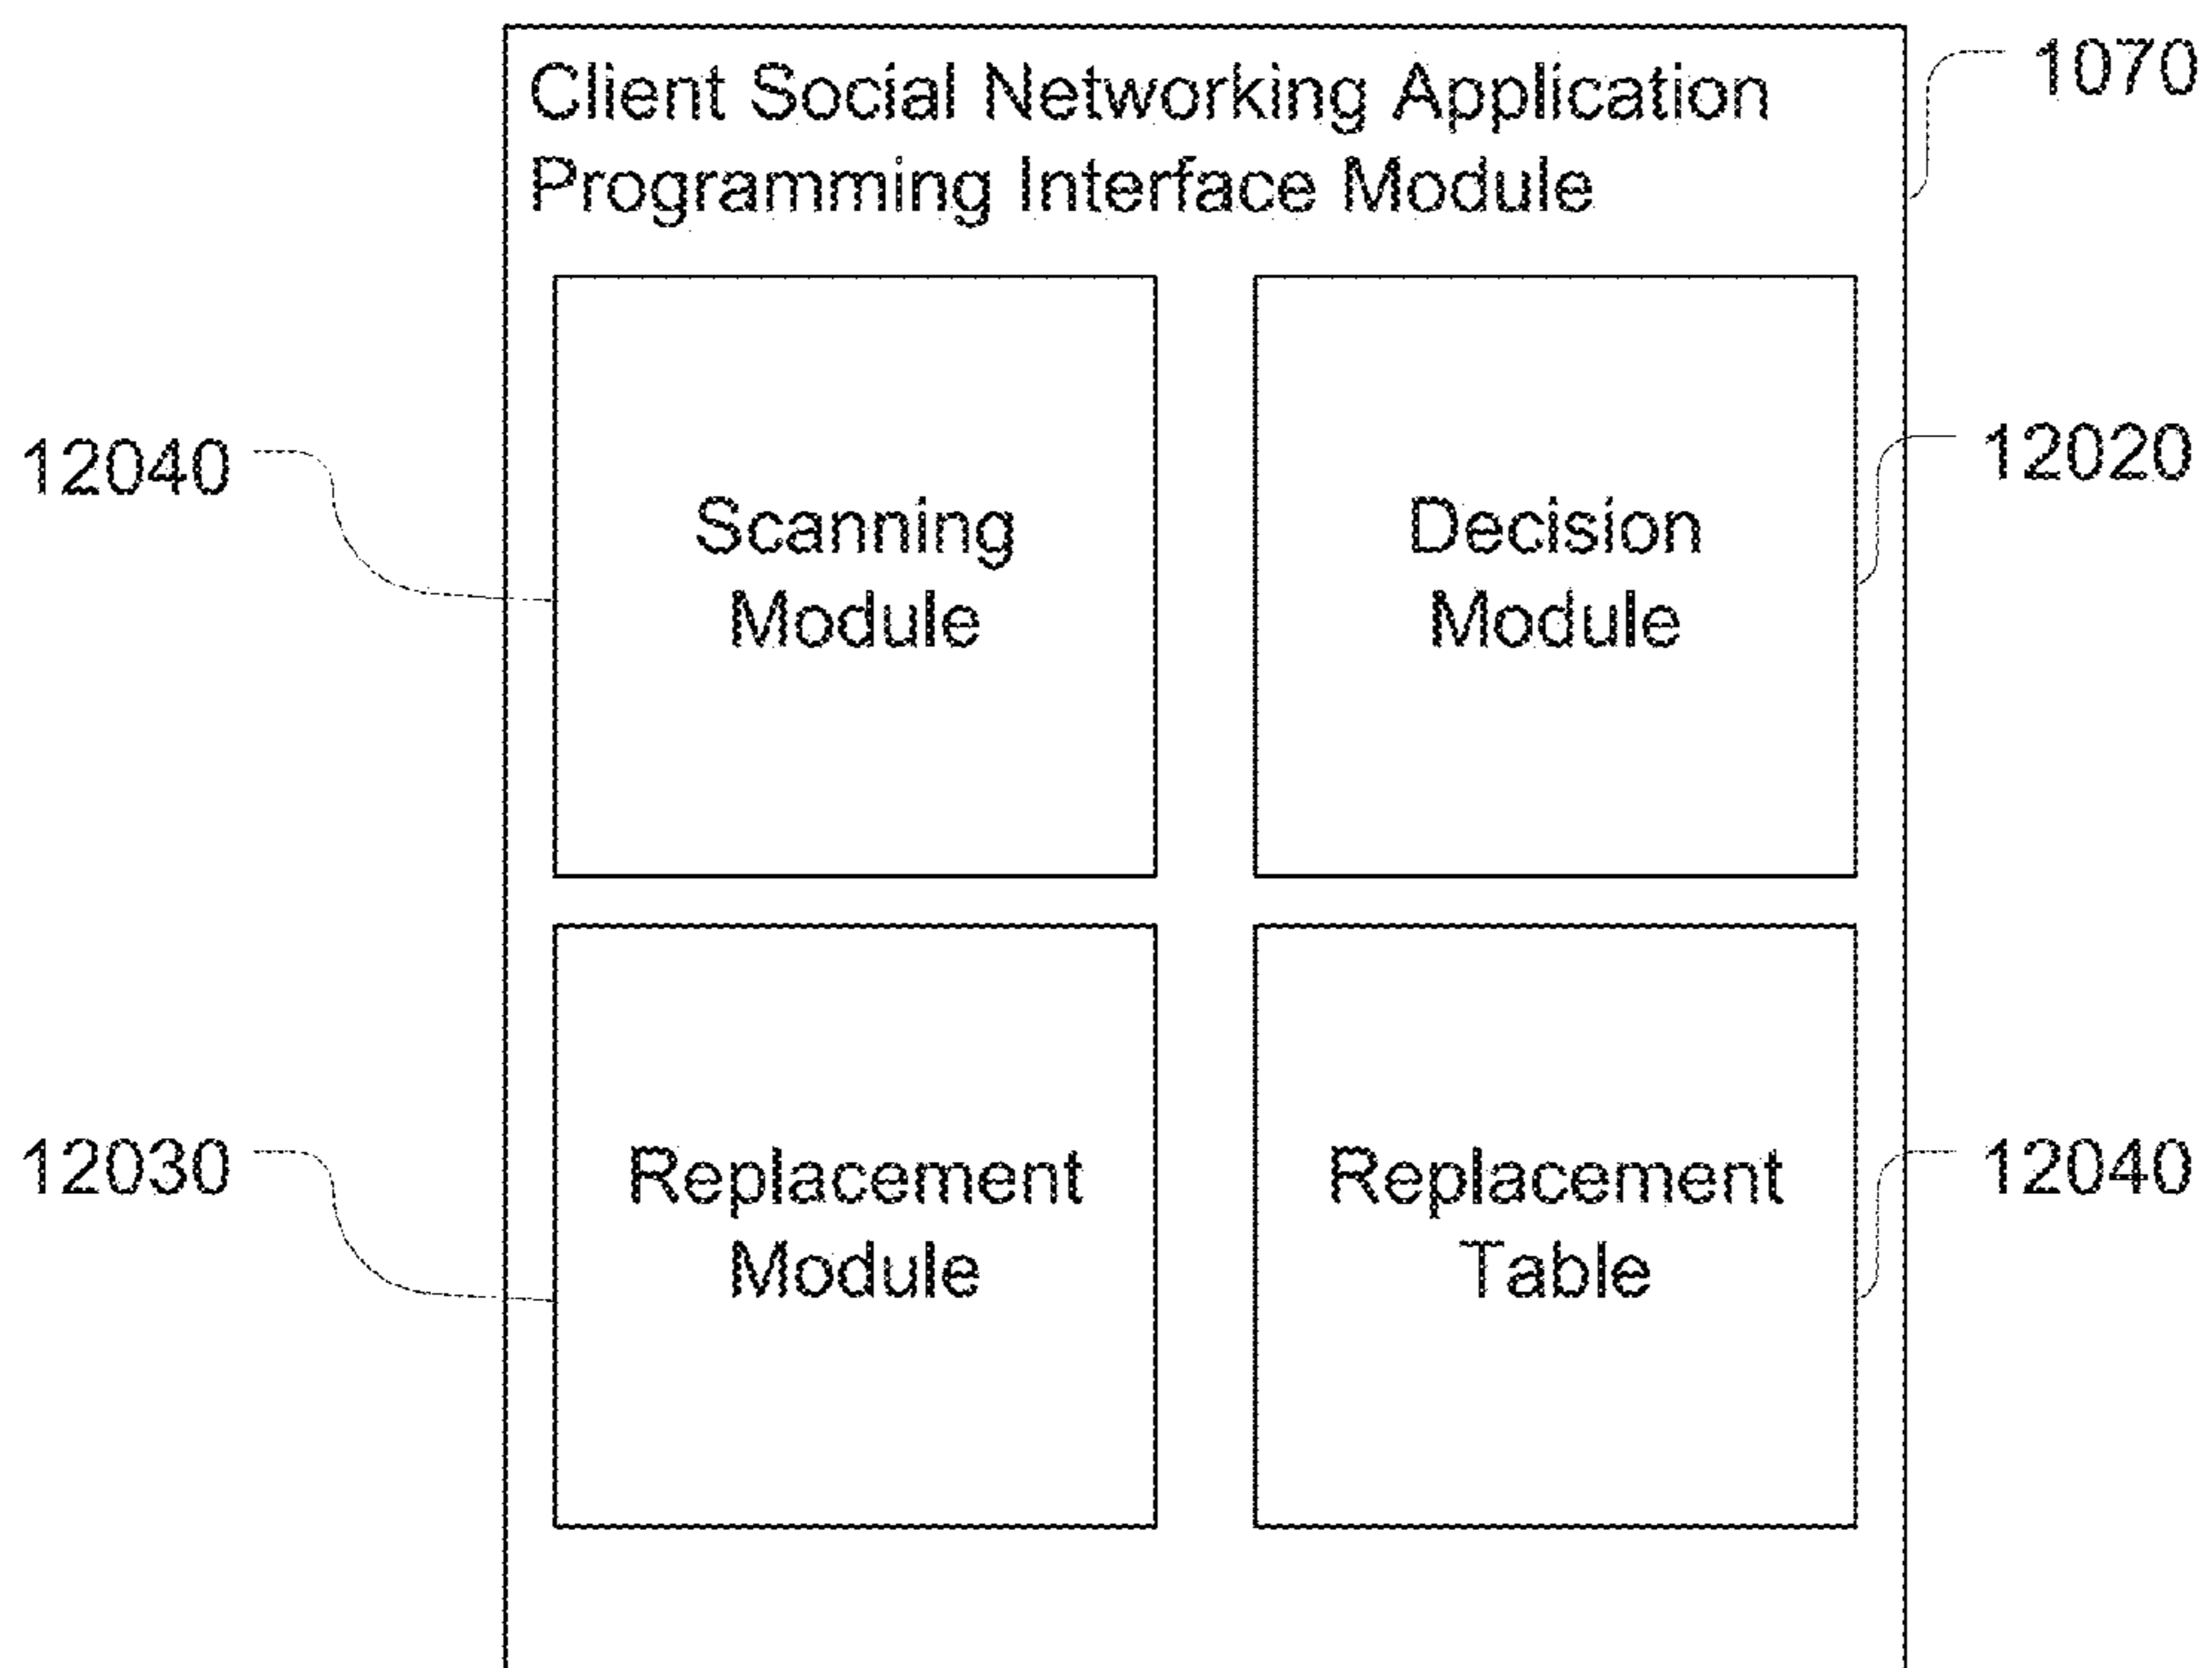 Client Social Networking Application
Programming Interface Module
1070
12040
Scanning
Module
Decision
Module
12020
12030
Replacement
Module
Replacement
Table
12040